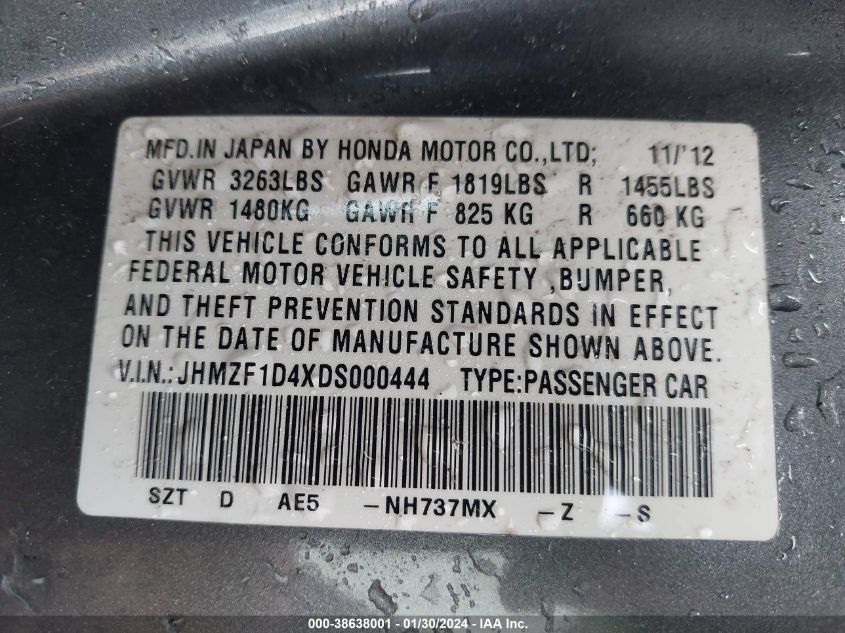 MFD.IN JAPAN BY HONDA MOTOR CO.,LTD; 11/'12
GVWR 3263LBS GAWR F 1819LBS R 1455LBS
GVWR 1480KG GAWR F 825 KG R 660 KG
THIS VEHICLE CONFORMS TO ALL APPLICABLE
FEDERAL MOTOR VEHICLE SAFETY ,BUMPER,
AND THEFT PREVENTION STANDARDS IN EFFECT
ON THE DATE OF MANUFACTURE SHOWN ABOVE.
V.I.N.:JHMZF1D4XDS000444 TYPE:PASSENGER CAR
SZT D AE5 -NH737MX -Z -S
000-38638001 - 01/30/2024 - IAA Inc.